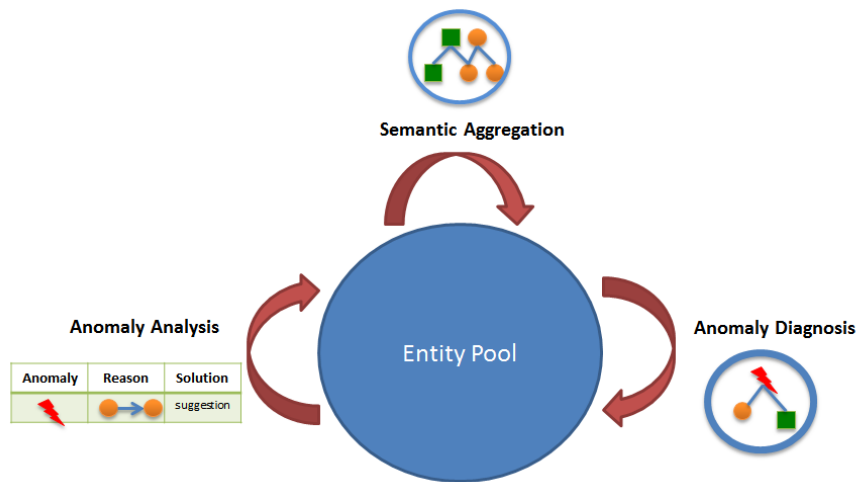 Semantic Aggregation
Anomaly Analysis
Anomaly Reason Solution
suggestion
Entity Pool
Anomaly Diagnosis